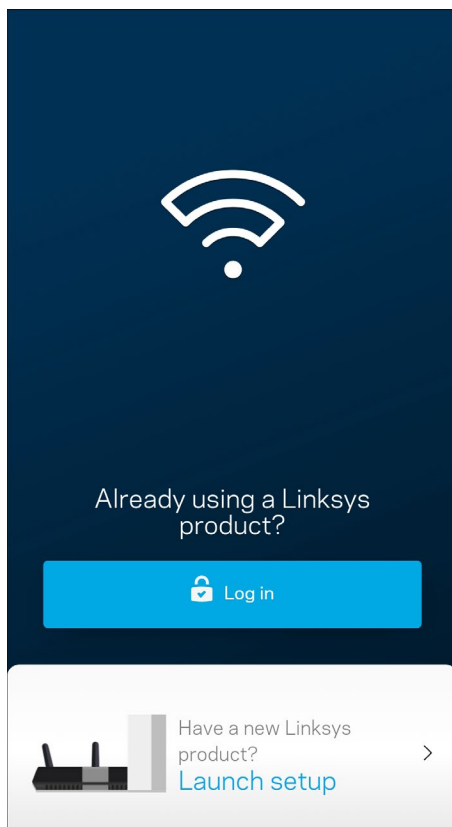 Already using a Linksys
product?
Log in
Have a new Linksys
product?
Launch setup